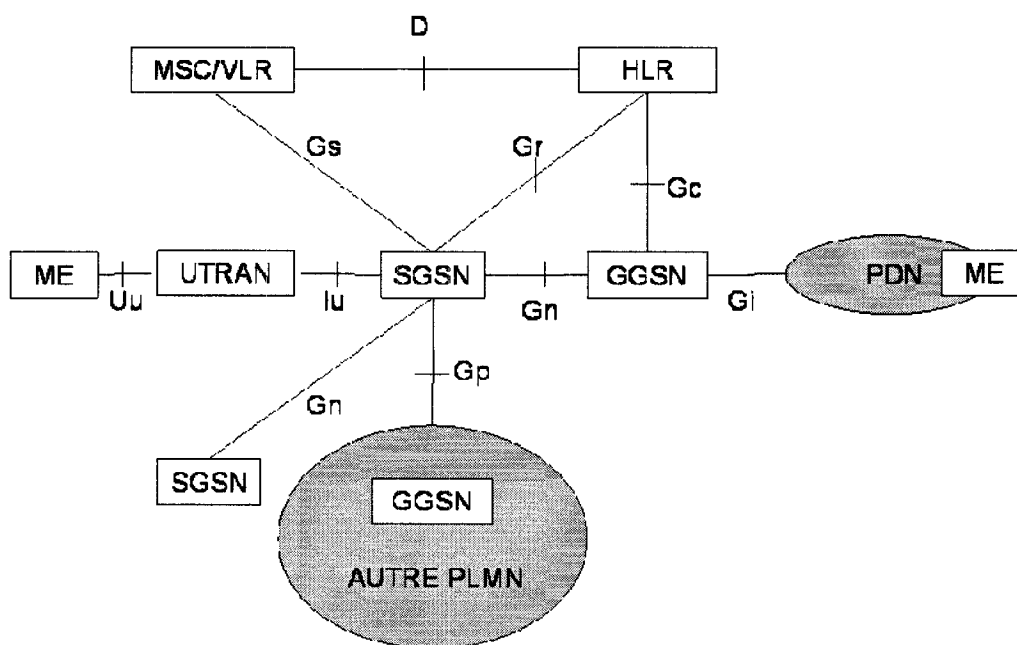 D
MSC/VLR
HLR
Gs
Gr
Gc
ME
UTRAN
SGSN
GGSN
PDN
ME
Uu
Iu
Gn
Gi
Gp
Gn
SGSN
GGSN
AUTRE PLMN